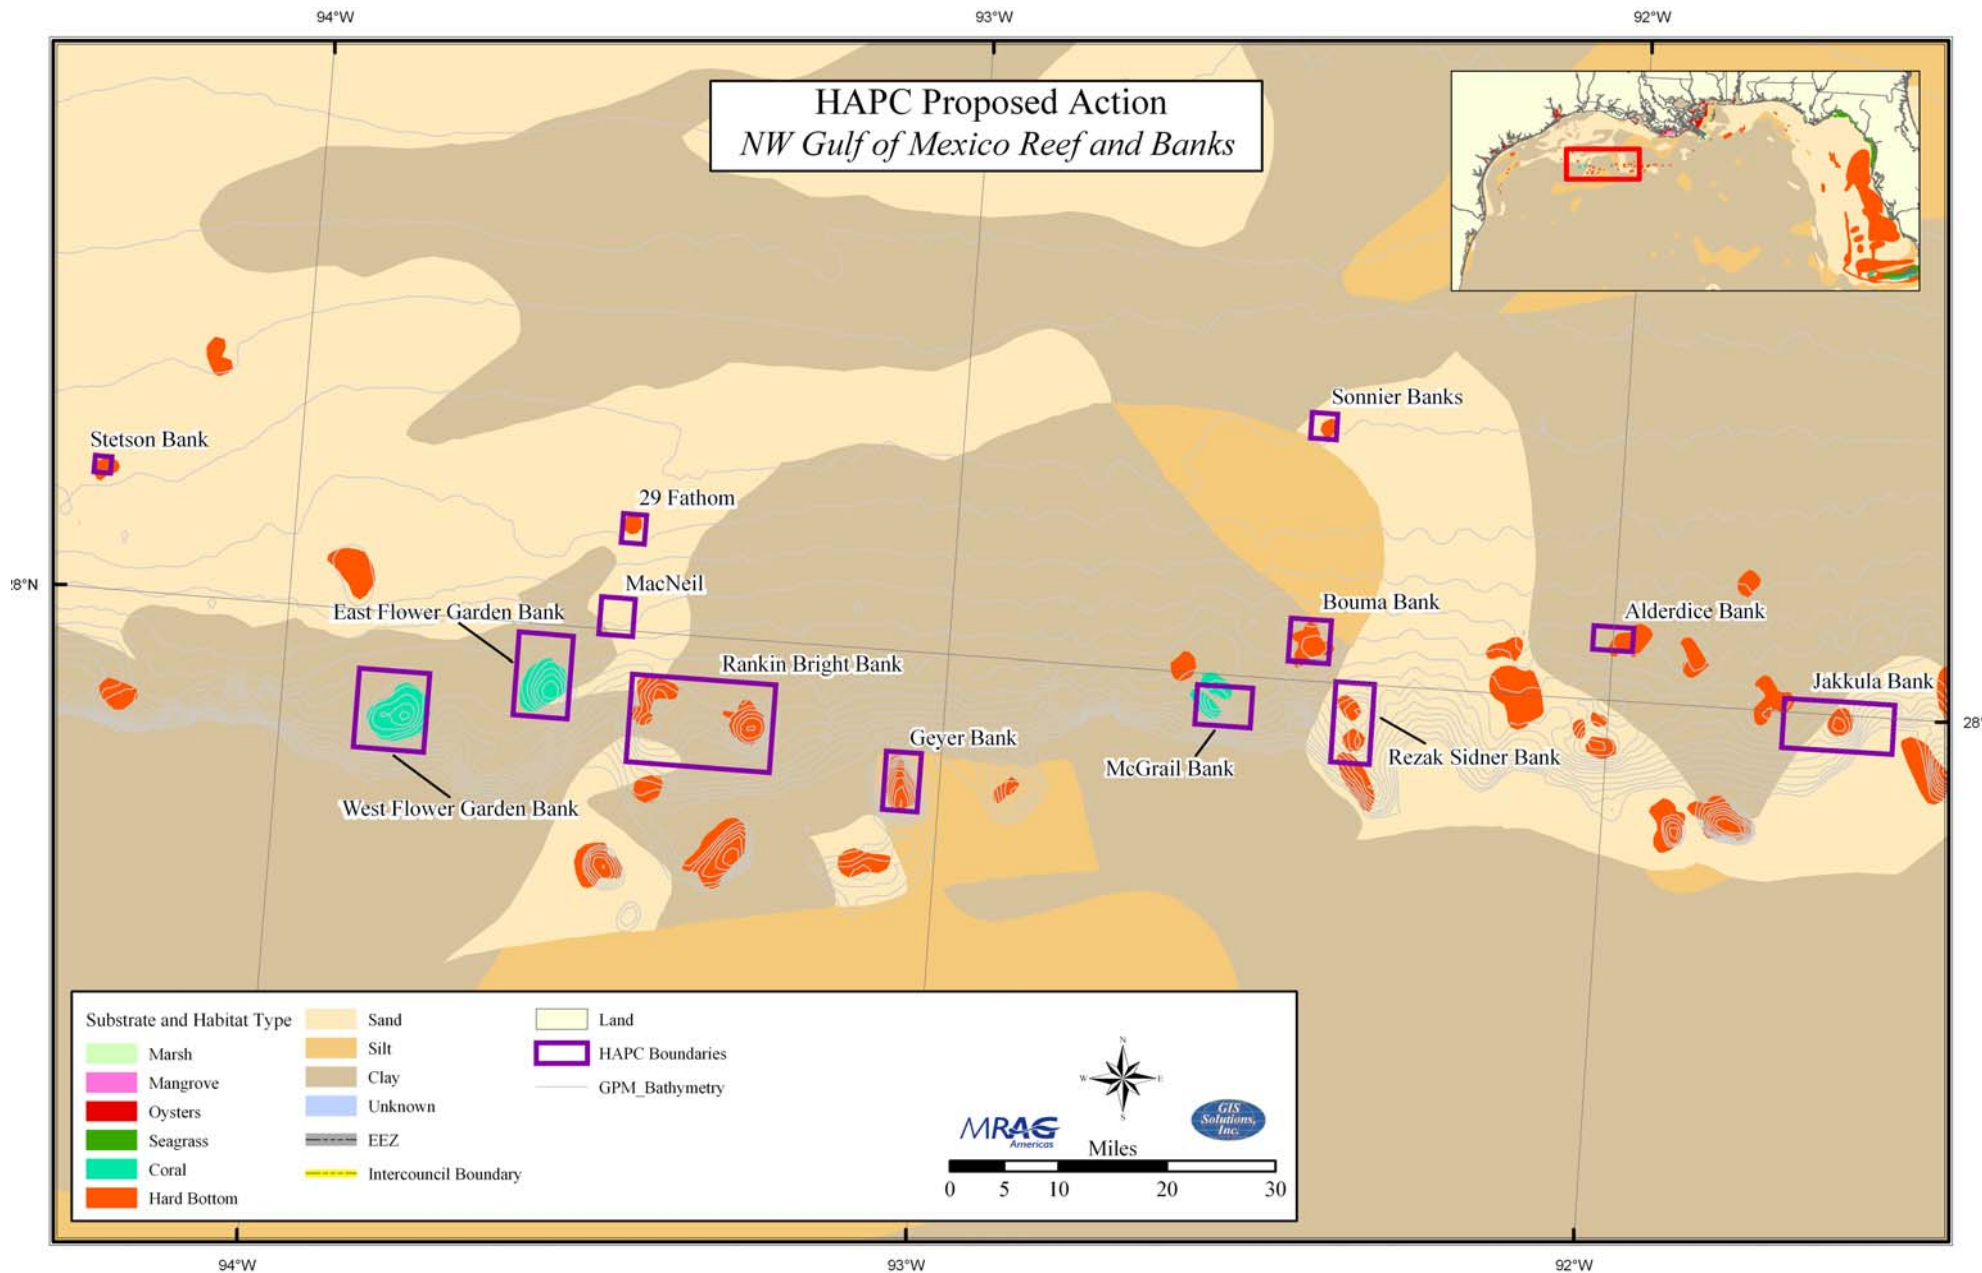 94°W
93°W
92°W
HAPC Proposed Action
NW Gulf of Mexico Reef and Banks
Sonnier Banks
Stetson Bank
29 Fathom
8°N
MacNeil
East Flower Garden Bank
Bouma Bank
Alderdice Bank
Rankin Bright Bank
Jakkula Bank
28°
Geyer Bank
McGrail Bank
Rezak Sidner Bank
West Flower Garden Bank
Substrate and Habitat Type
Marsh
Mangrove
Oysters
Seagrass
Coral
Hard Bottom
Sand
Silt
Clay
Unknown
EEZ
Intercouncil Boundary
Land
HAPC Boundaries
GPM_Bathymetry
N
W
E
S
MRAG
Americas
GIS
Solutions,
Inc.
Miles
0 5 10 20 30
94°W
93°W
92°W